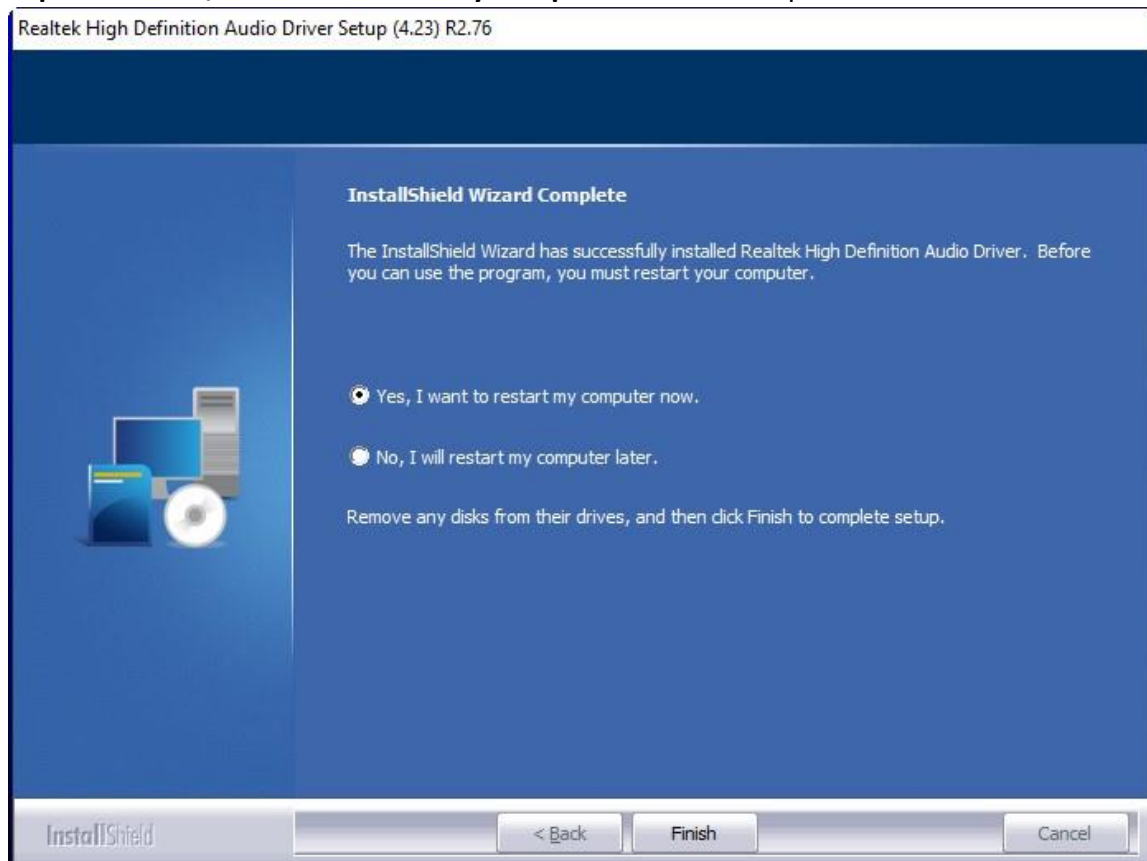 Realtek High Definition Audio Driver Setup (4.23) R2.76
InstallShield Wizard Complete
The InstallShield Wizard has successfully installed Realtek High Definition Audio Driver. Before
you can use the program, you must restart your computer.
Yes, I want to restart my computer now.
No, I will restart my computer later.
Remove any disks from their drives, and then click Finish to complete setup.
InstallShield
< Back
Finish
Cancel